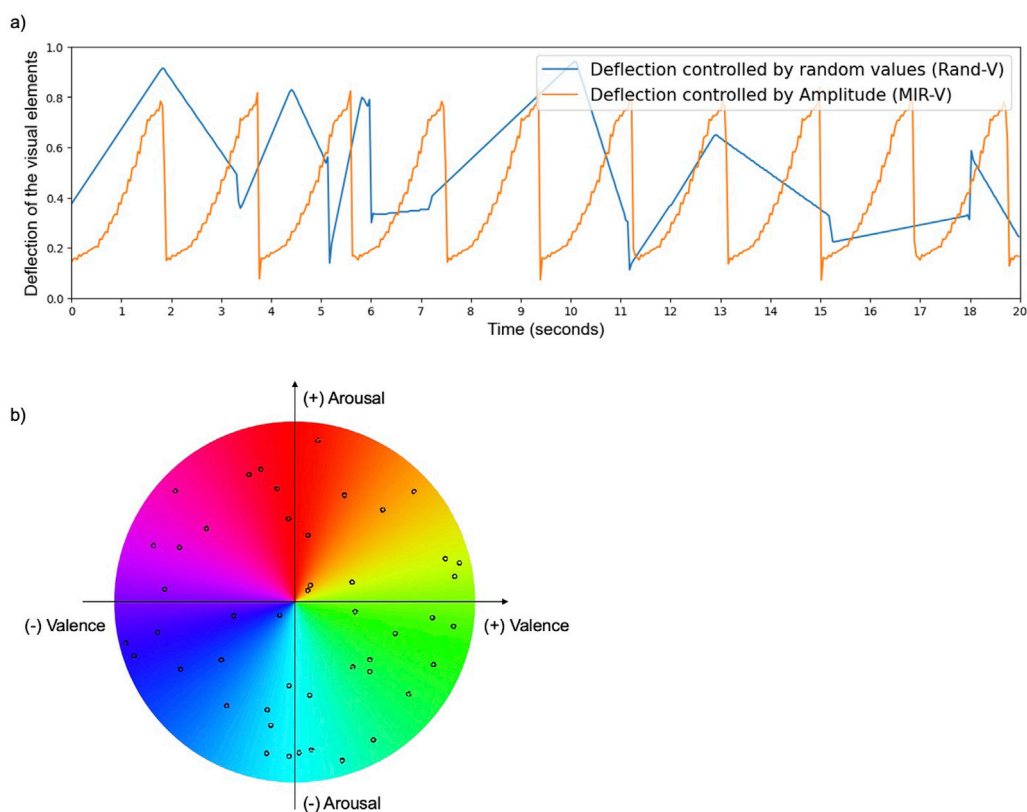 a)
1.0
Deflection controlled by random values (Rand-V)
Deflection controlled by Amplitude (MIR-V)
0.8
0.6
0.4
0.2
0.0
Deflection of the visual elements
0 1 2 3 4 5 6 7 8 9 10 11 12 13 14 15 16 17 18 19 20
Time (seconds)
b)
(+) Arousal
(-) Valence
(+) Valence
(-) Arousal